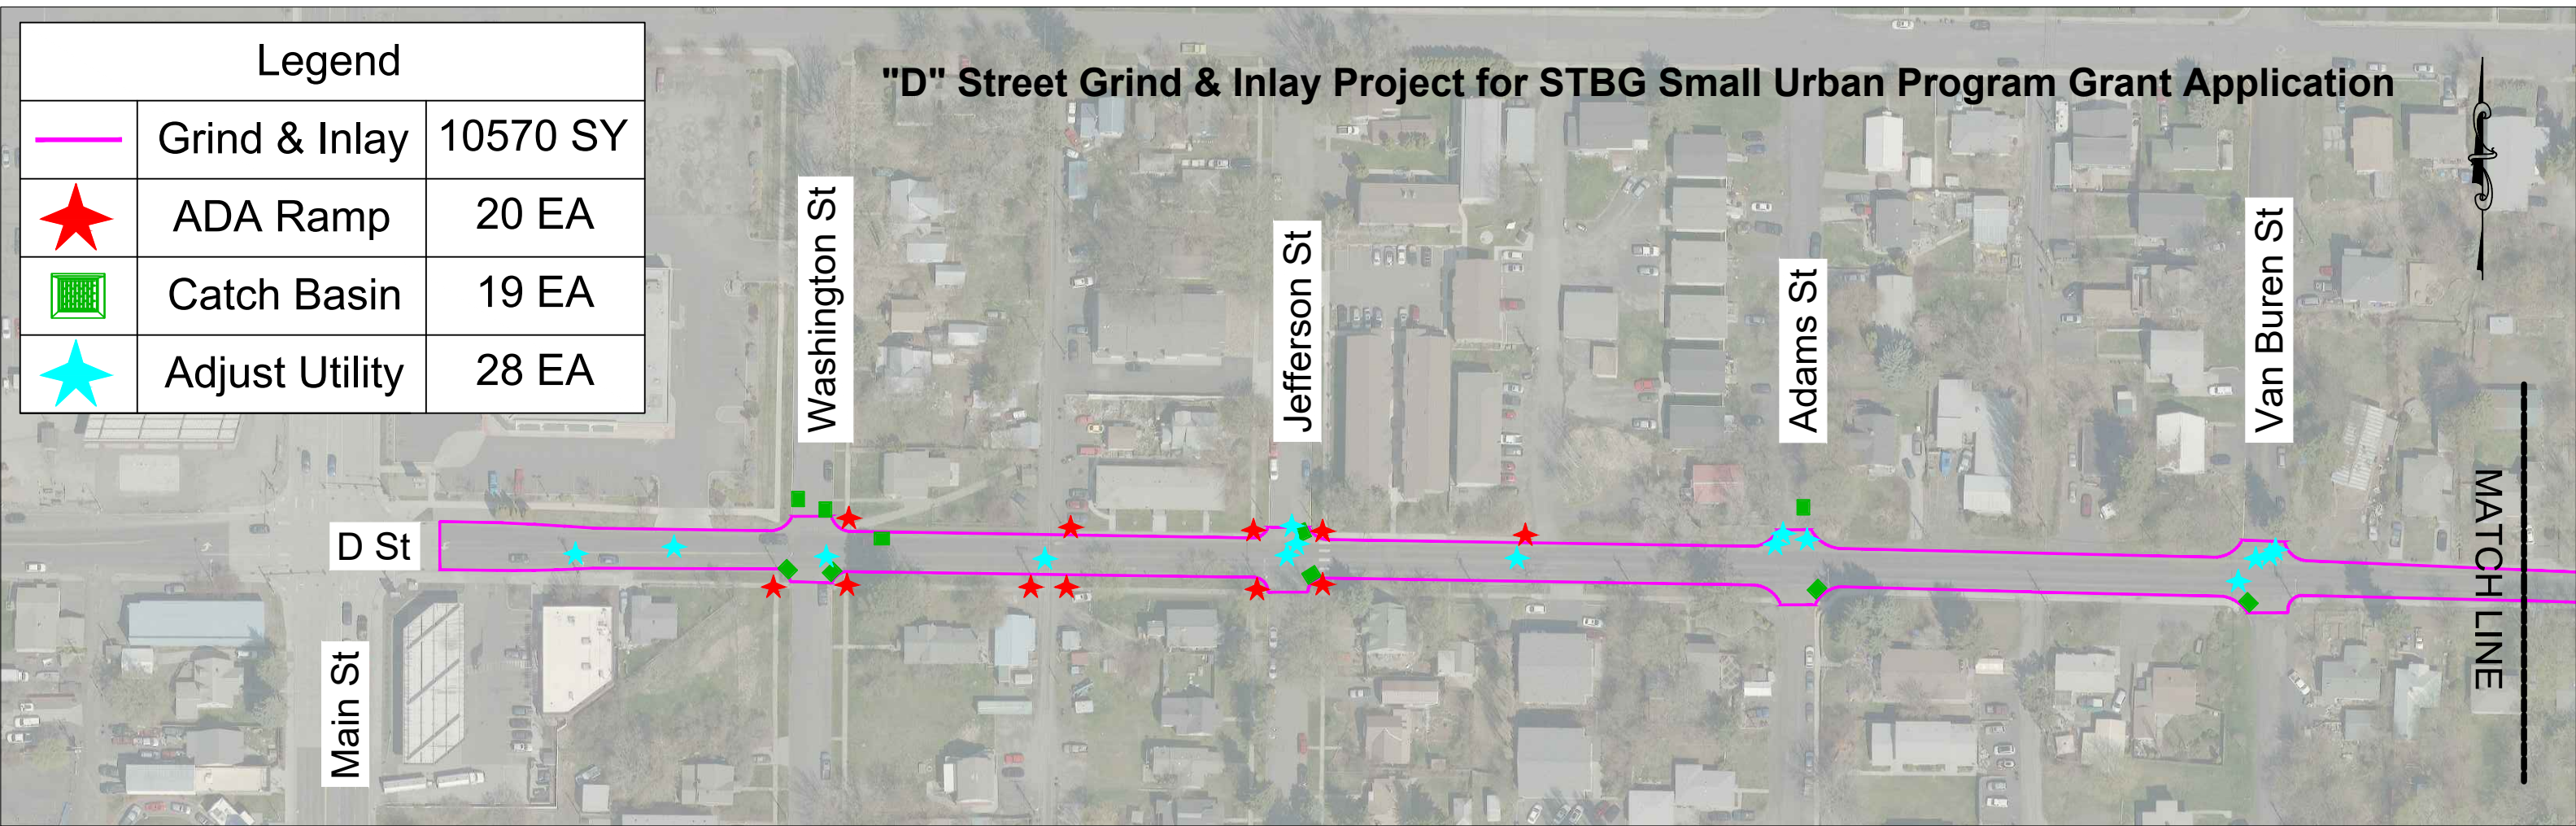 Legend
"D" Street Grind & Inlay Project for STBG Small Urban Program Grant Application
Grind & Inlay 10570 SY
ADA Ramp 20 EA
Catch Basin 19 EA
Adjust Utility 28 EA
Washington St
Jefferson St
Adams St
Van Buren St
D St
Main St
MATCH LINE